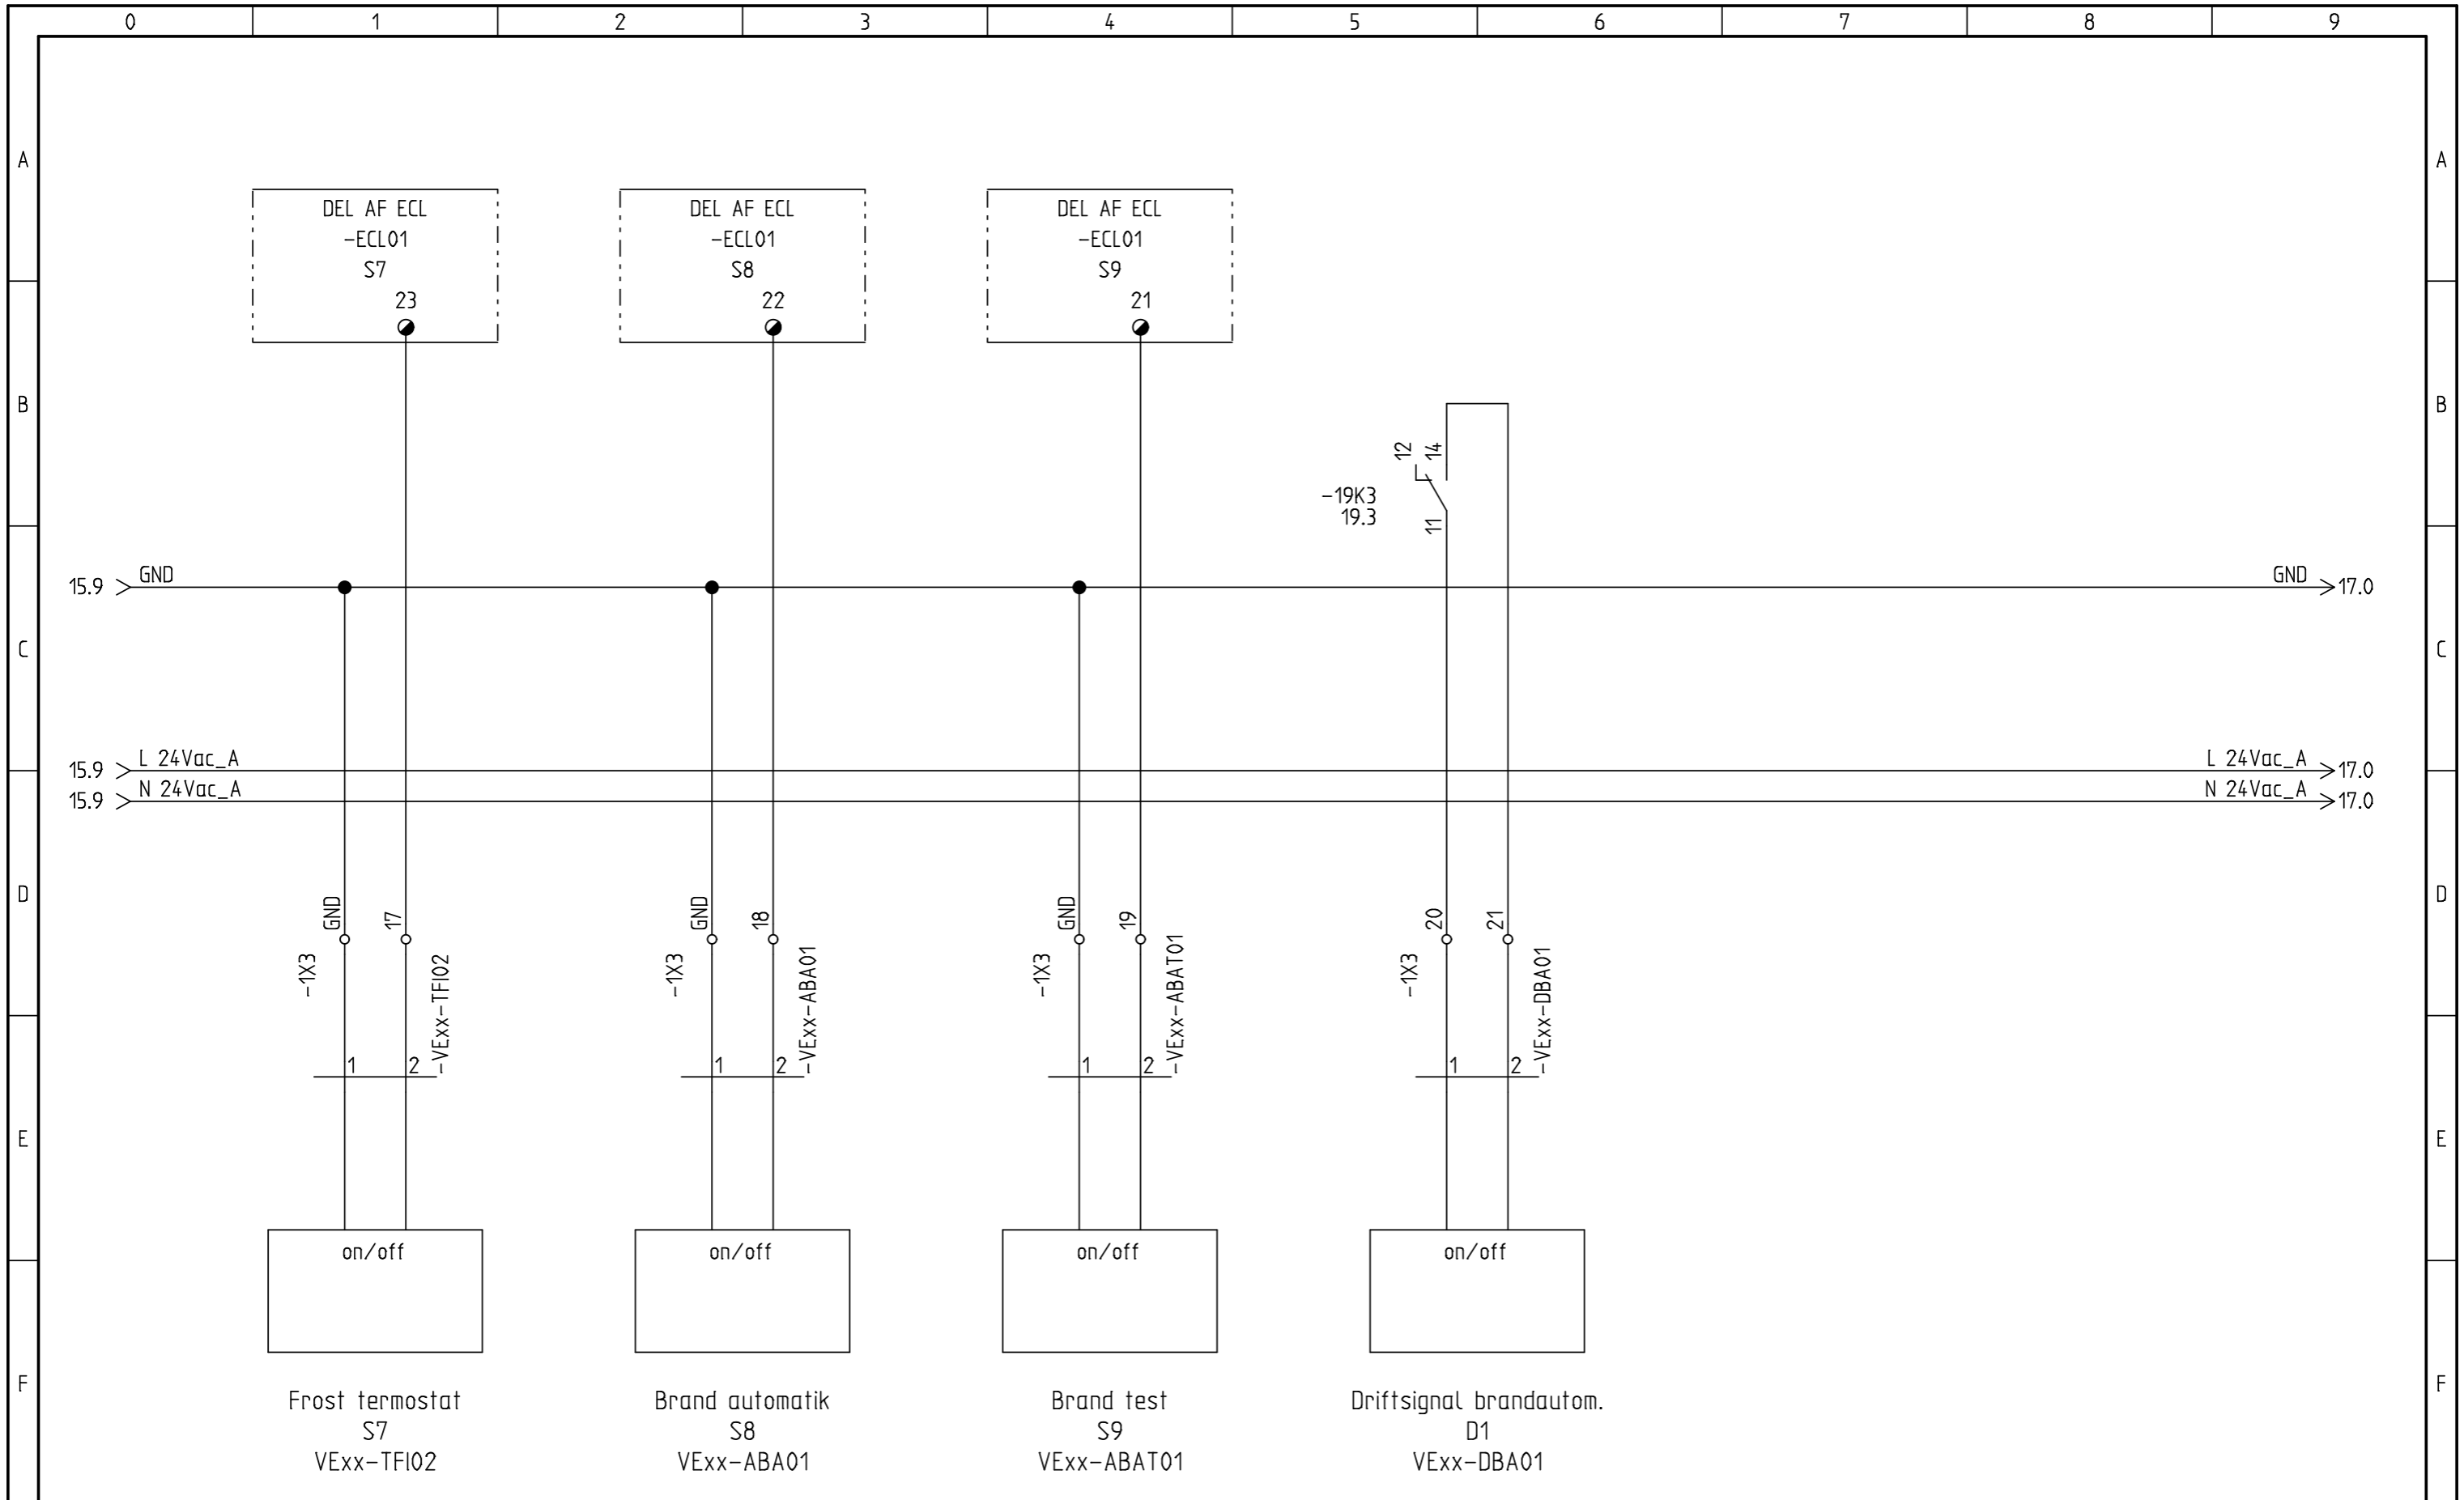 0 1 2 3 4 5 6 7 8 9
A A
DEL AF ECL DEL AF ECL DEL AF ECL
-ECL01 -ECL01 -ECL01
S7 S8 S9
23 22 21
B B
12 14
-19K3
19.3
11
15.9 GND GND 17.0
C C
15.9 L 24Vac_A L 24Vac_A 17.0
15.9 N 24Vac_A N 24Vac_A 17.0
D D
GND 17 GND 18 GND 19 20 21
-1X3 -VExx-TFI02 -1X3 -VExx-ABA01 -1X3 -VExx-ABAT01 -1X3 -VExx-DBA01
1 2 1 2 1 2 1 2
E E
on/off on/off on/off on/off
F F
Frost termostat Brand automatik Brand test Driftsignal brandautom.
S7 S8 S9 D1
VExx-TFI02 VExx-ABA01 VExx-ABAT01 VExx-DBA01